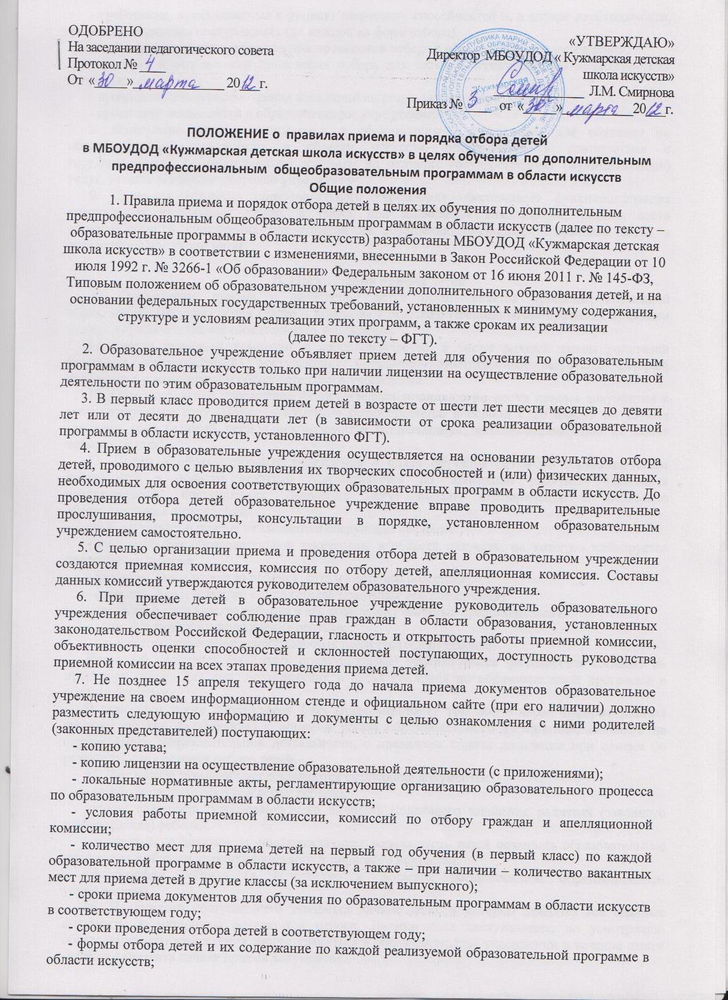 ОДОБРЕНО
На заседании педагогического совета
Протокол № 4
От «30» марта 2012 г.
«УТВЕРЖДАЮ»
Директор МБОУДОД « Кужмарская детская
школа искусств»
Л.М. Смирнова
Приказ № 3 от «30» марта 2012 г.
"Кужмарская
детская
искусств"
ПОЛОЖЕНИЕ о правилах приема и порядка отбора детей
в МБОУДОД «Кужмарская детская школа искусств» в целях обучения по дополнительным
предпрофессиональным общеобразовательным программам в области искусств
Общие положения
1. Правила приема и порядок отбора детей в целях их обучения по дополнительным
предпрофессиональным общеобразовательным программам в области искусств (далее по тексту –
образовательные программы в области искусств) разработаны МБОУДОД «Кужмарская детская
школа искусств» в соответствии с изменениями, внесенными в Закон Российской Федерации от 10
июля 1992 г. № 3266-1 «Об образовании» Федеральным законом от 16 июня 2011 г. № 145-ФЗ,
Типовым положением об образовательном учреждении дополнительного образования детей, и на
основании федеральных государственных требований, установленных к минимуму содержания,
структуре и условиям реализации этих программ, а также срокам их реализации
(далее по тексту – ФГТ).
2. Образовательное учреждение объявляет прием детей для обучения по образовательным
программам в области искусств только при наличии лицензии на осуществление образовательной
деятельности по этим образовательным программам.
3. В первый класс проводится прием детей в возрасте от шести лет шести месяцев до девяти
лет или от десяти до двенадцати лет (в зависимости от срока реализации образовательной
программы в области искусств, установленного ФГТ).
4. Прием в образовательные учреждения осуществляется на основании результатов отбора
детей, проводимого с целью выявления их творческих способностей и (или) физических данных,
необходимых для освоения соответствующих образовательных программ в области искусств. До
проведения отбора детей образовательное учреждение вправе проводить предварительные
прослушивания, просмотры, консультации в порядке, установленном образовательным
учреждением самостоятельно.
5. С целью организации приема и проведения отбора детей в образовательном учреждении
создаются приемная комиссия, комиссия по отбору детей, апелляционная комиссия. Составы
данных комиссий утверждаются руководителем образовательного учреждения.
6. При приеме детей в образовательное учреждение руководитель образовательного
учреждения обеспечивает соблюдение прав граждан в области образования, установленных
законодательством Российской Федерации, гласность и открытость работы приемной комиссии,
объективность оценки способностей и склонностей поступающих, доступность руководства
приемной комиссии на всех этапах проведения приема детей.
7. Не позднее 15 апреля текущего года до начала приема документов образовательное
учреждение на своем информационном стенде и официальном сайте (при его наличии) должно
разместить следующую информацию и документы с целью ознакомления с ними родителей
(законных представителей) поступающих:
- копию устава;
- копию лицензии на осуществление образовательной деятельности (с приложениями);
- локальные нормативные акты, регламентирующие организацию образовательного процесса
по образовательным программам в области искусств;
- условия работы приемной комиссии, комиссий по отбору граждан и апелляционной
комиссии;
- количество мест для приема детей на первый год обучения (в первый класс) по каждой
образовательной программе в области искусств, а также – при наличии – количество вакантных
мест для приема детей в другие классы (за исключением выпускного);
- сроки приема документов для обучения по образовательным программам в области искусств
в соответствующем году;
- сроки проведения отбора детей в соответствующем году;
- формы отбора детей и их содержание по каждой реализуемой образовательной программе в
области искусств;